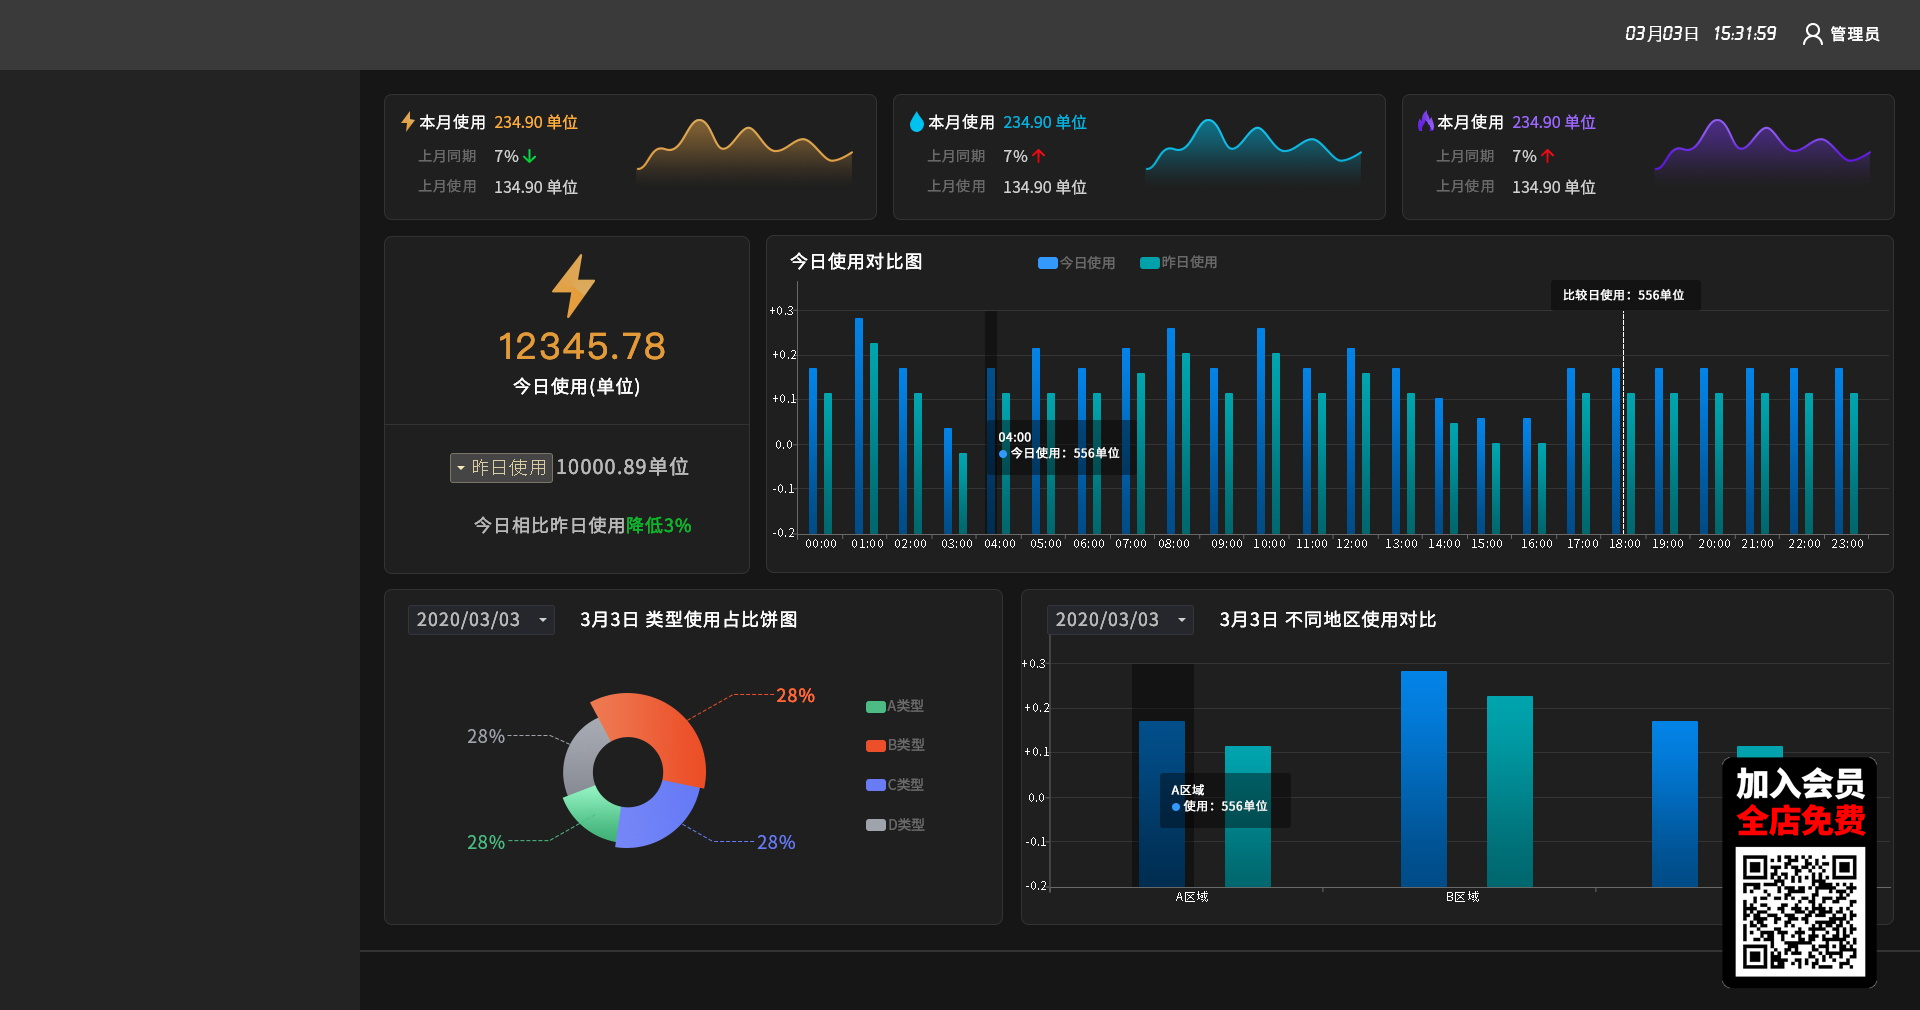 03月03日 15:31:59 管理员
本月使用 234.90 单位
上月同期 7%
上月使用 134.90 单位
本月使用 234.90 单位
上月同期 7%
上月使用 134.90 单位
本月使用 234.90 单位
上月同期 7%
上月使用 134.90 单位
12345.78
今日使用(单位)
昨日使用 10000.89单位
今日相比昨日使用降低3%
今日使用对比图
今日使用 昨日使用
比较日使用：556单位
+0.3
+0.2
+0.1
0.0
-0.1
-0.2
04:00
今日使用：556单位
00:00 01:00 02:00 03:00 04:00 05:00 06:00 07:00 08:00 09:00 10:00 11:00 12:00 13:00 14:00 15:00 16:00 17:00 18:00 19:00 20:00 21:00 22:00 23:00
2020/03/03 3月3日 类型使用占比饼图
28%
28%
28%
28%
A类型
B类型
C类型
D类型
2020/03/03 3月3日 不同地区使用对比
+0.3
+0.2
+0.1
0.0
-0.1
-0.2
A区域
使用：556单位
A区域 B区域
加入会员
全店免费